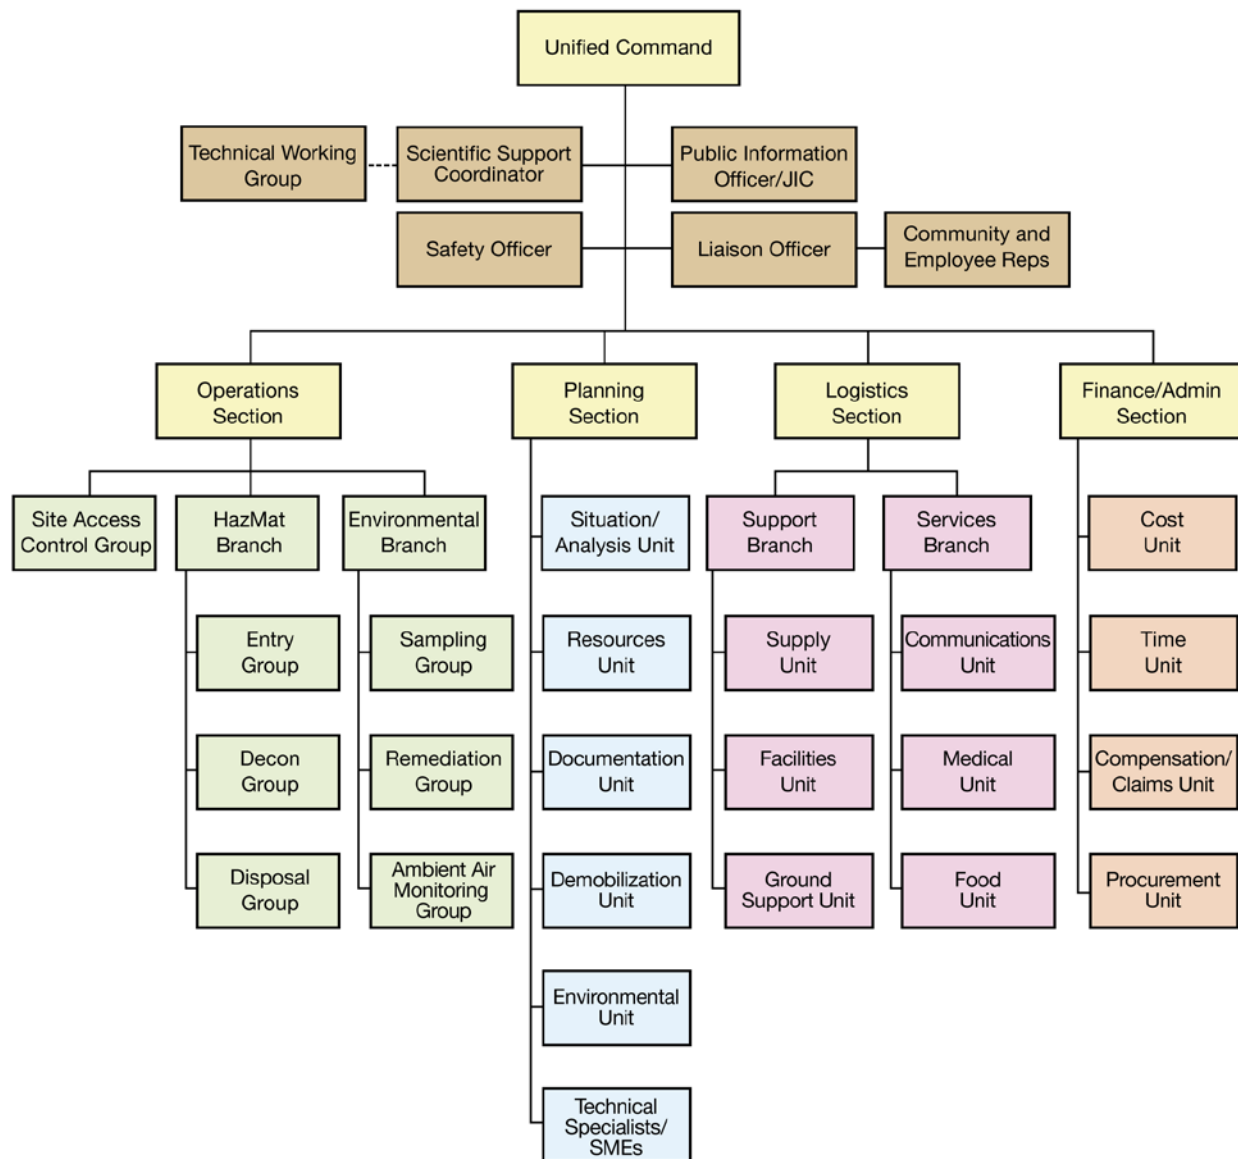 Unified Command
Technical Working
Group
Scientific Support
Coordinator
Public Information
Officer/JIC
Safety Officer
Liaison Officer
Community and
Employee Reps
Operations
Section
Planning
Section
Logistics
Section
Finance/Admin
Section
Site Access
Control Group
HazMat
Branch
Environmental
Branch
Situation/
Analysis Unit
Support
Branch
Services
Branch
Cost
Unit
Entry
Group
Sampling
Group
Resources
Unit
Supply
Unit
Communications
Unit
Time
Unit
Decon
Group
Remediation
Group
Documentation
Unit
Facilities
Unit
Medical
Unit
Compensation/
Claims Unit
Disposal
Group
Ambient Air
Monitoring
Group
Demobilization
Unit
Ground
Support Unit
Food
Unit
Procurement
Unit
Environmental
Unit
Technical
Specialists/
SMEs